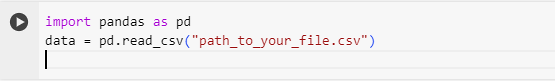 import pandas as pd
data = pd.read_csv("path_to_your_file.csv")